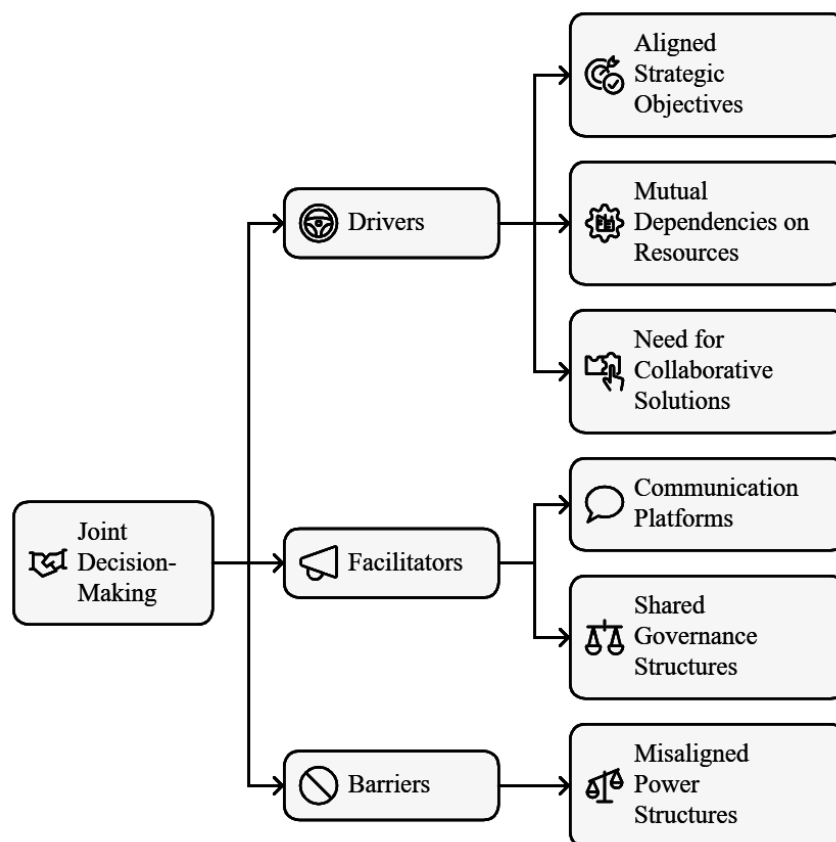 Joint
Decision-
Making
Drivers
Aligned
Strategic
Objectives
Mutual
Dependencies on
Resources
Need for
Collaborative
Solutions
Facilitators
Communication
Platforms
Shared
Governance
Structures
Barriers
Misaligned
Power
Structures